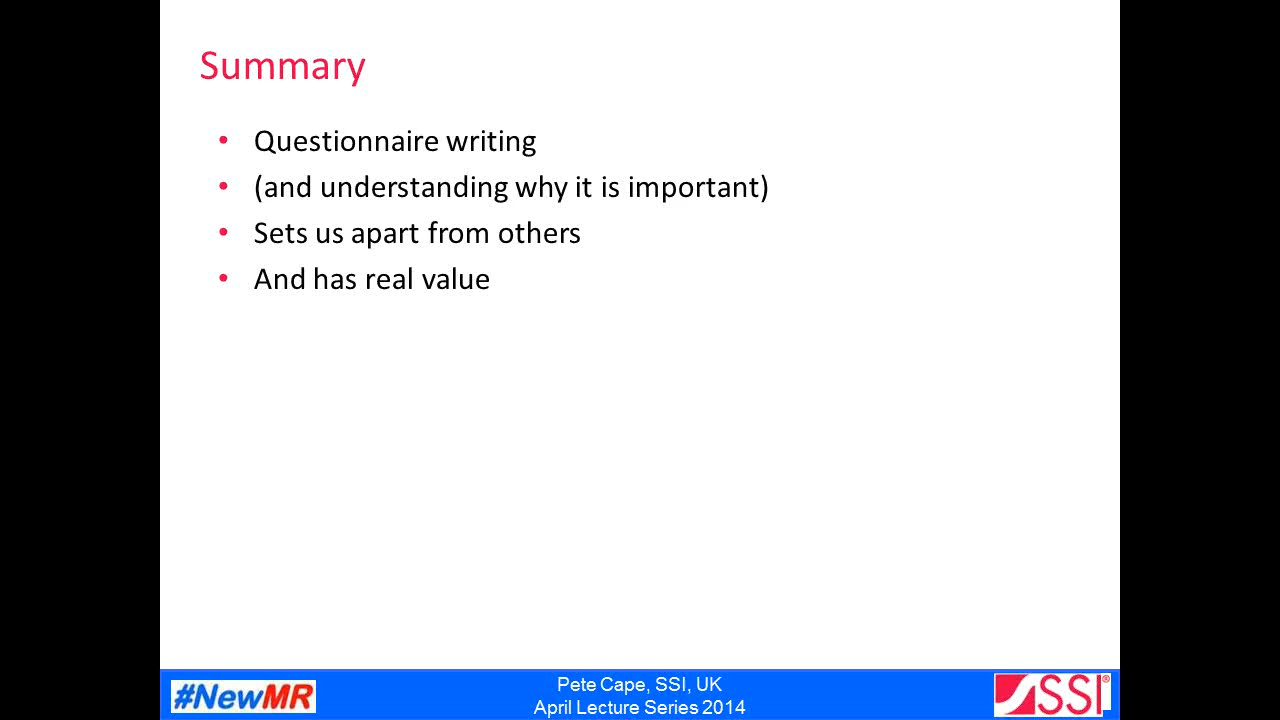 Summary
• Questionnaire writing
• (and understanding why it is important)
• Sets us apart from others
• And has real value
#NewMR
Pete Cape, SSI, UK
April Lecture Series 2014
SSI®